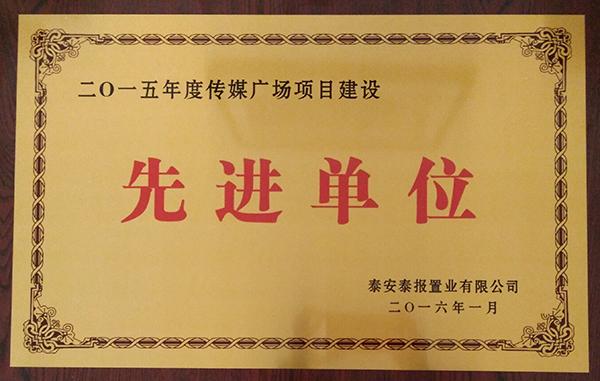 二〇一五年度传媒广场项目建设
先进单位
泰安泰报置业有限公司
二〇一六年一月